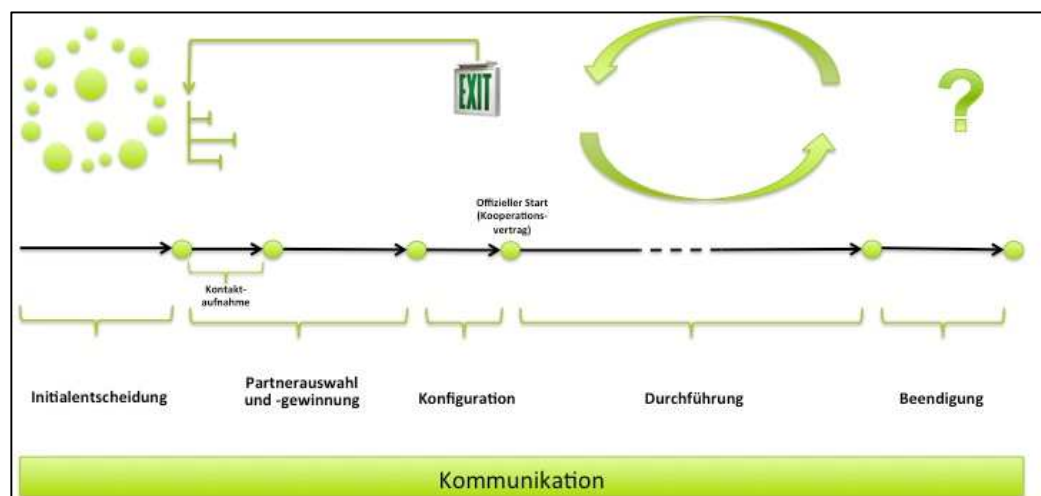 EXIT
Offizieller Start
(Kooperations-
vertrag)
Kontakt-
aufnahme
Initialentscheidung
Partnerauswahl
und -gewinnung
Konfiguration
Durchführung
Beendigung
Kommunikation